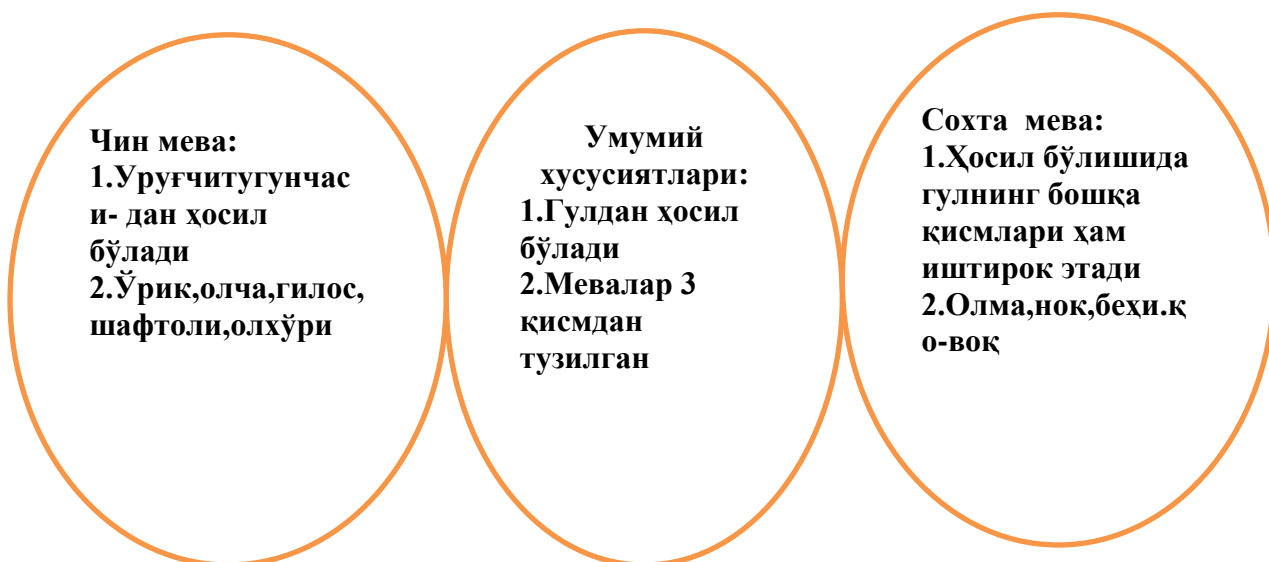 Чин мева:
1.Уруғчитугунчас
и- дан ҳосил
бўлади
2.Ўрик,олча,гилос,
шафтоли,олхўри
Умумий
хусусиятлари:
1.Гулдан ҳосил
бўлади
2.Мевалар 3
қисмдан
тузилган
Сохта мева:
1.Ҳосил бўлишида
гулнинг бошқа
қисмлари ҳам
иштирок этади
2.Олма,нок,беҳи.қ
о-воқ